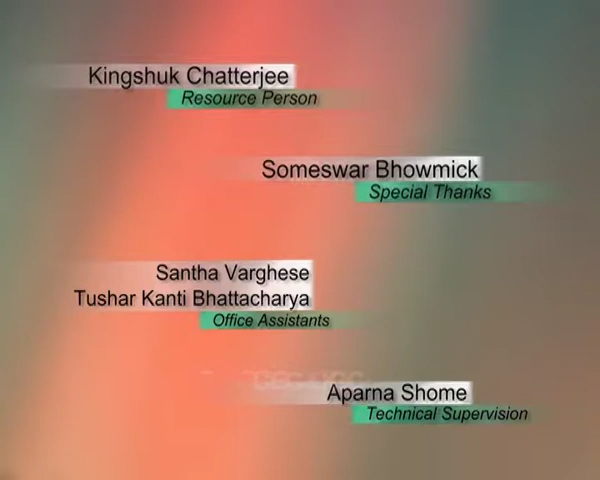 Kingshuk Chatterjee
Resource Person
Someswar Bhowmick
Special Thanks
Santha Varghese
Tushar Kanti Bhattacharya
Office Assistants
Aparna Shome
Technical Supervision